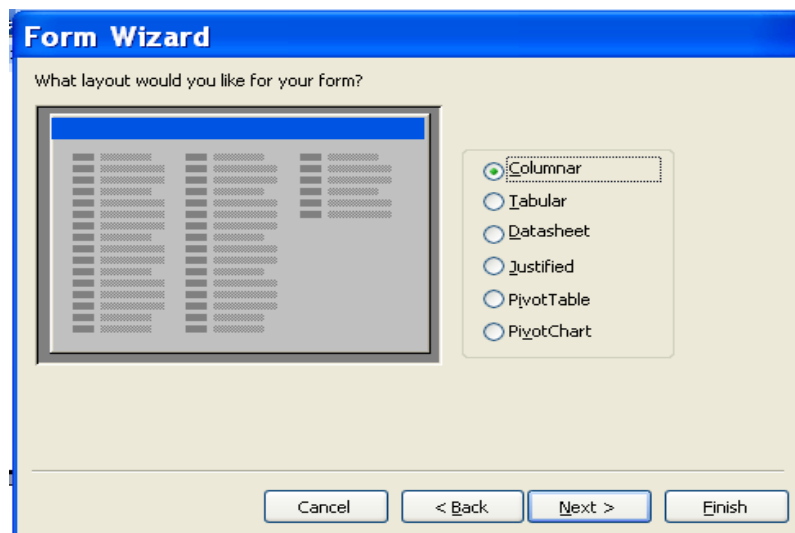 Form Wizard
What layout would you like for your form?
Columnar
Tabular
Datasheet
Justified
PivotTable
PivotChart
Cancel
< Back
Next >
Finish